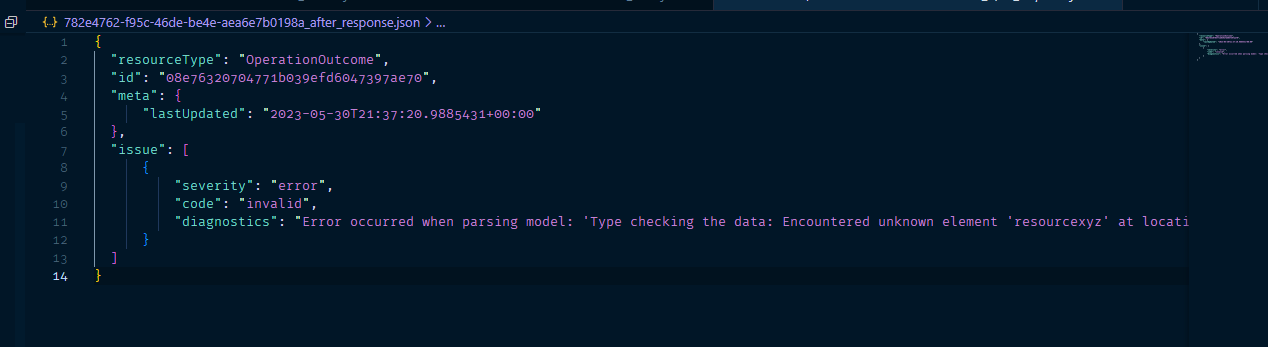 782e4762-f95c-46de-be4e-aea6e7b0198a_after_response.json > ...
1 {
2 "resourceType": "OperationOutcome",
3 "id": "08e76320704771b039efd6047397ae70",
4 "meta": {
5 "lastUpdated": "2023-05-30T21:37:20.9885431+00:00"
6 },
7 "issue": [
8 {
9 "severity": "error",
10 "code": "invalid",
11 "diagnostics": "Error occurred when parsing model: 'Type checking the data: Encountered unknown element 'resourcexyz' at locati
12 }
13 ]
14 }